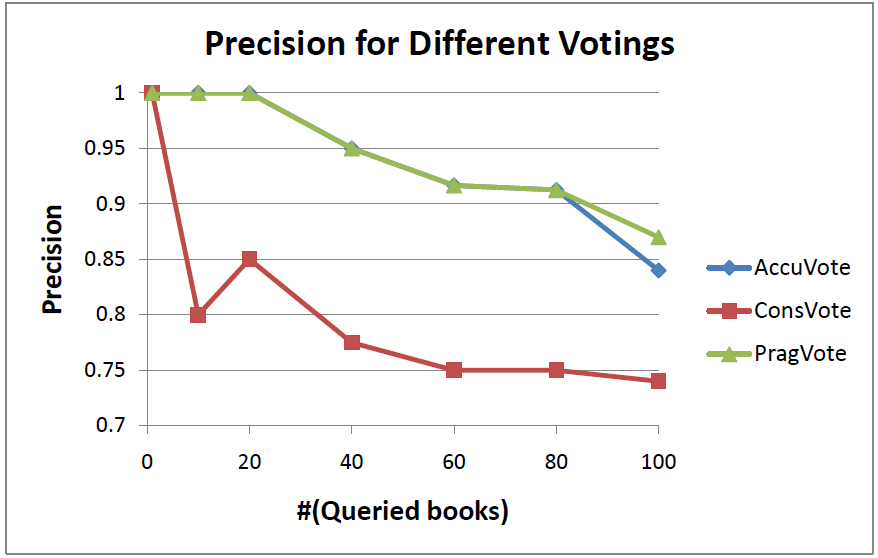 Precision for Different Votings
1
0.95
0.9
0.85
0.8
0.75
0.7
Precision
0 20 40 60 80 100
#(Queried books)
AccuVote
ConsVote
PragVote